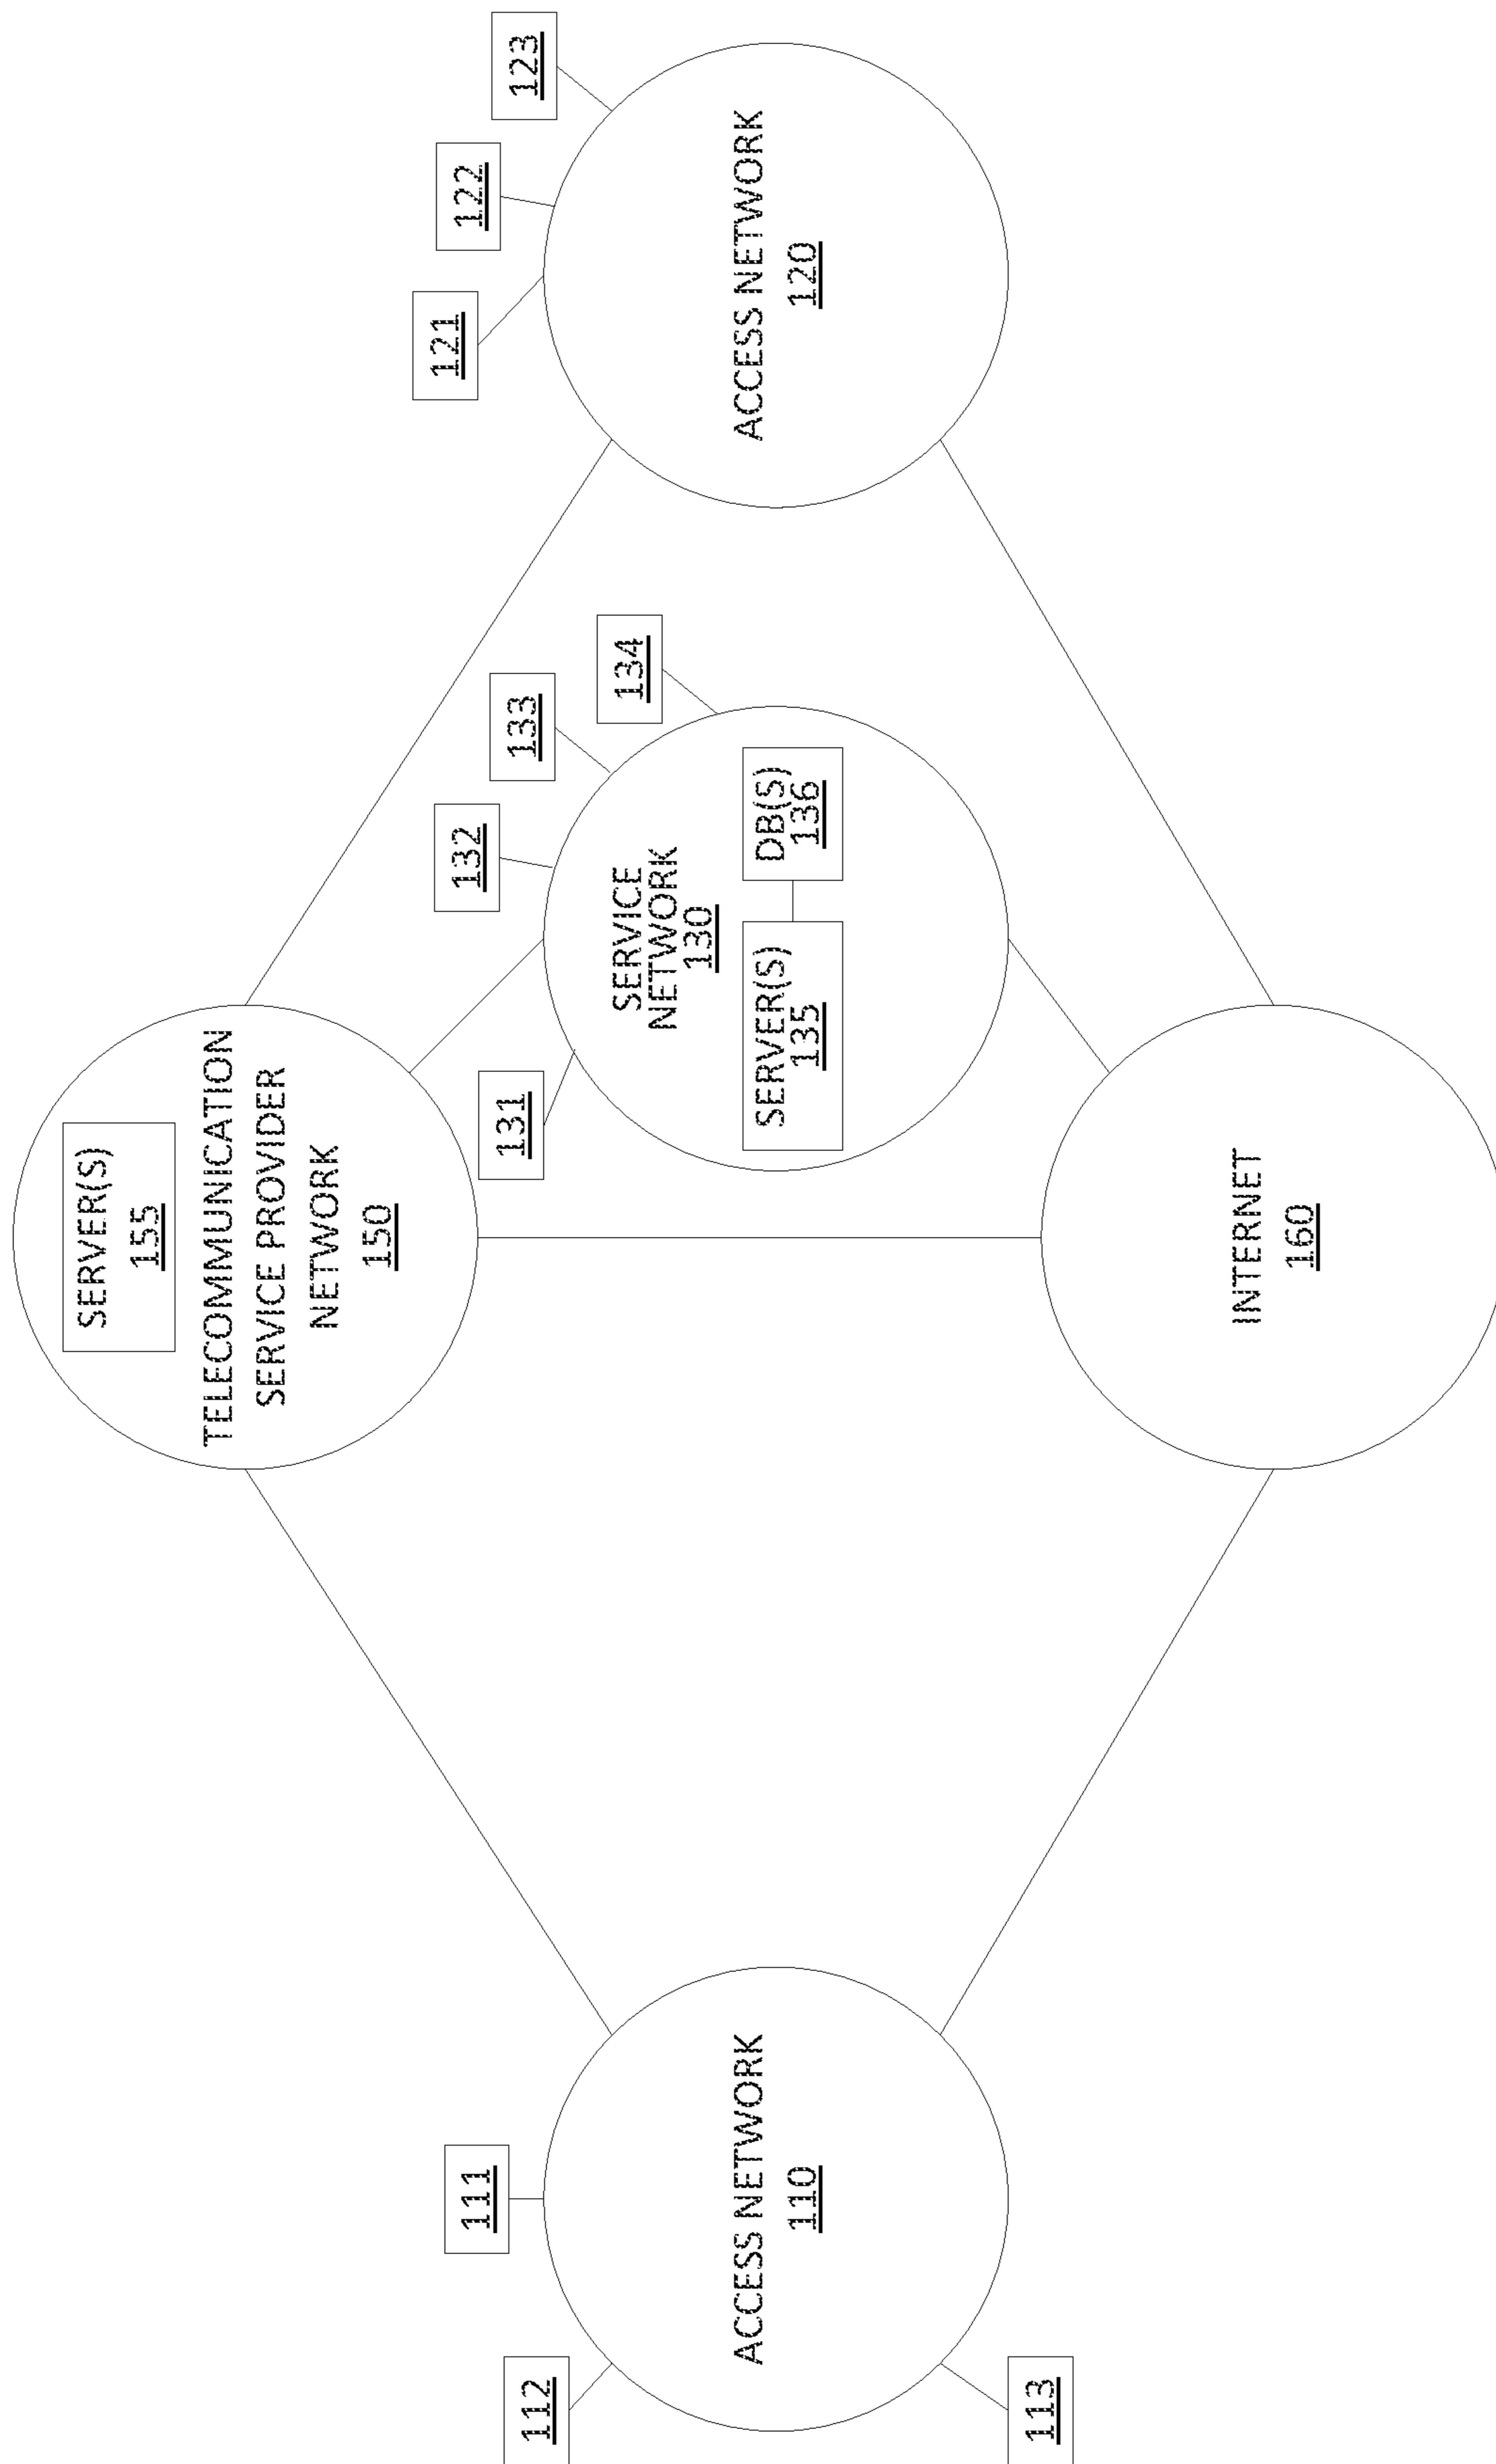 SERVER(S)
155
TELECOMMUNICATION
SERVICE PROVIDER
NETWORK
150
112
111
113
ACCESS NETWORK
110
131
132
133
134
SERVICE
NETWORK
130
SERVER(S)
135
DB(S)
136
121
122
123
ACCESS NETWORK
120
INTERNET
160